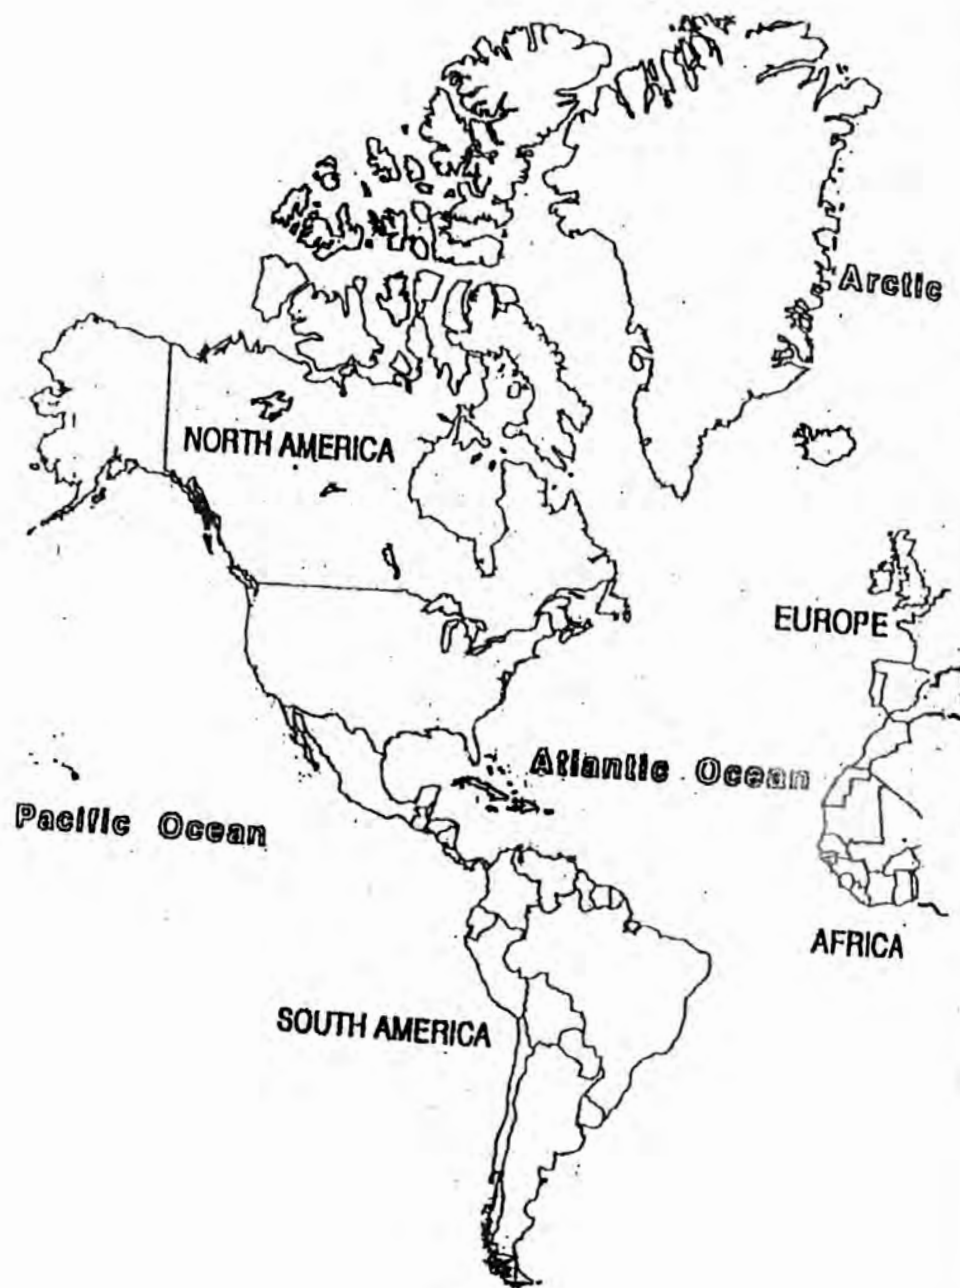 Arctic
NORTH AMERICA
EUROPE
Atlantic Ocean
Pacific Ocean
AFRICA
SOUTH AMERICA